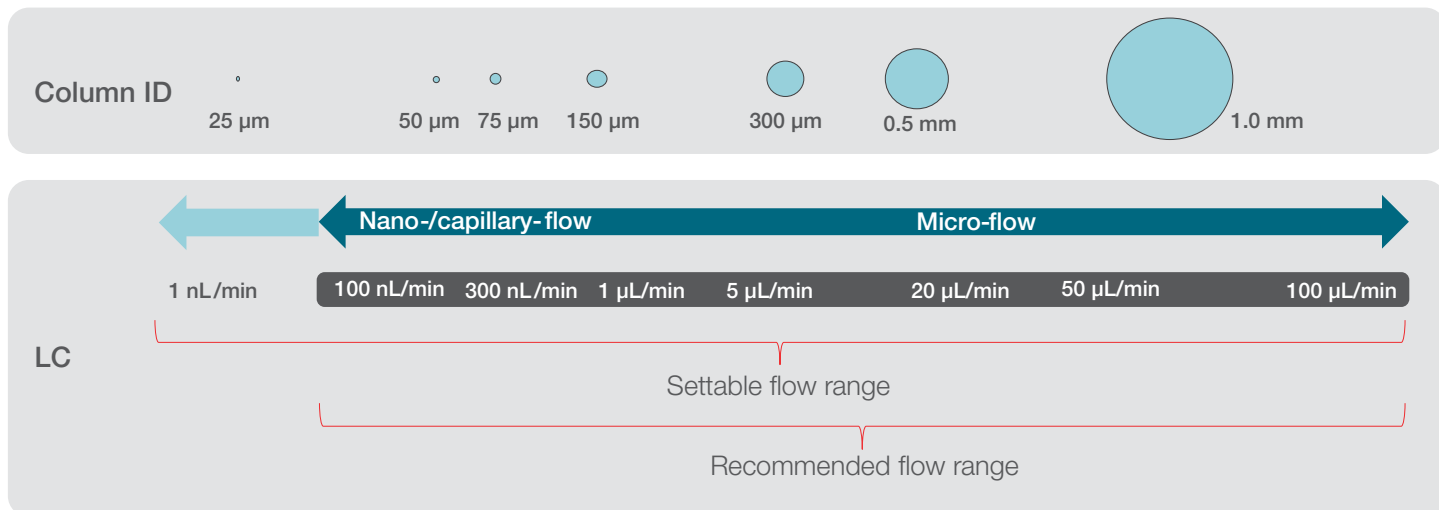 Column ID
25 µm
50 µm
75 µm
150 µm
300 µm
0.5 mm
1.0 mm
Nano-/capillary-flow
Micro-flow
1 nL/min
100 nL/min
300 nL/min
1 µL/min
5 µL/min
20 µL/min
50 µL/min
100 µL/min
LC
Settable flow range
Recommended flow range